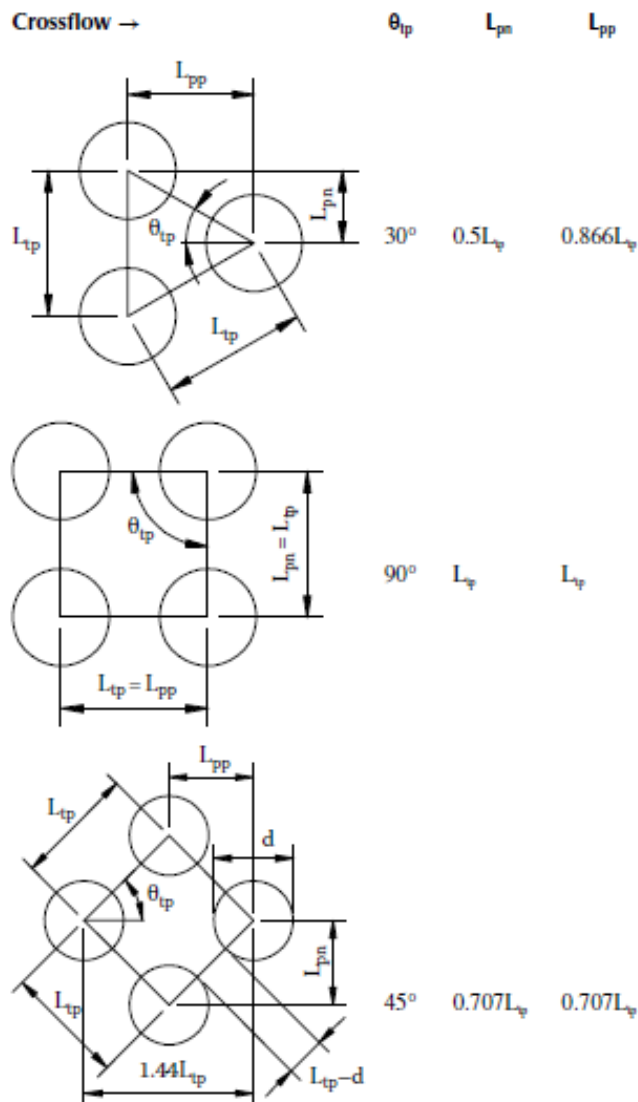 Crossflow → θtp Lpn Lpp
Lpp
Ltp
θtp
Lpn
Ltp
30° 0.5Ltp 0.866Ltp
θtp
Lpn = Ltp
90° Ltp Ltp
Ltp = Lpp
Lpp
Ltp
d
θtp
Lpn
Ltp
45° 0.707Ltp 0.707Ltp
1.44Ltp
Ltp–d